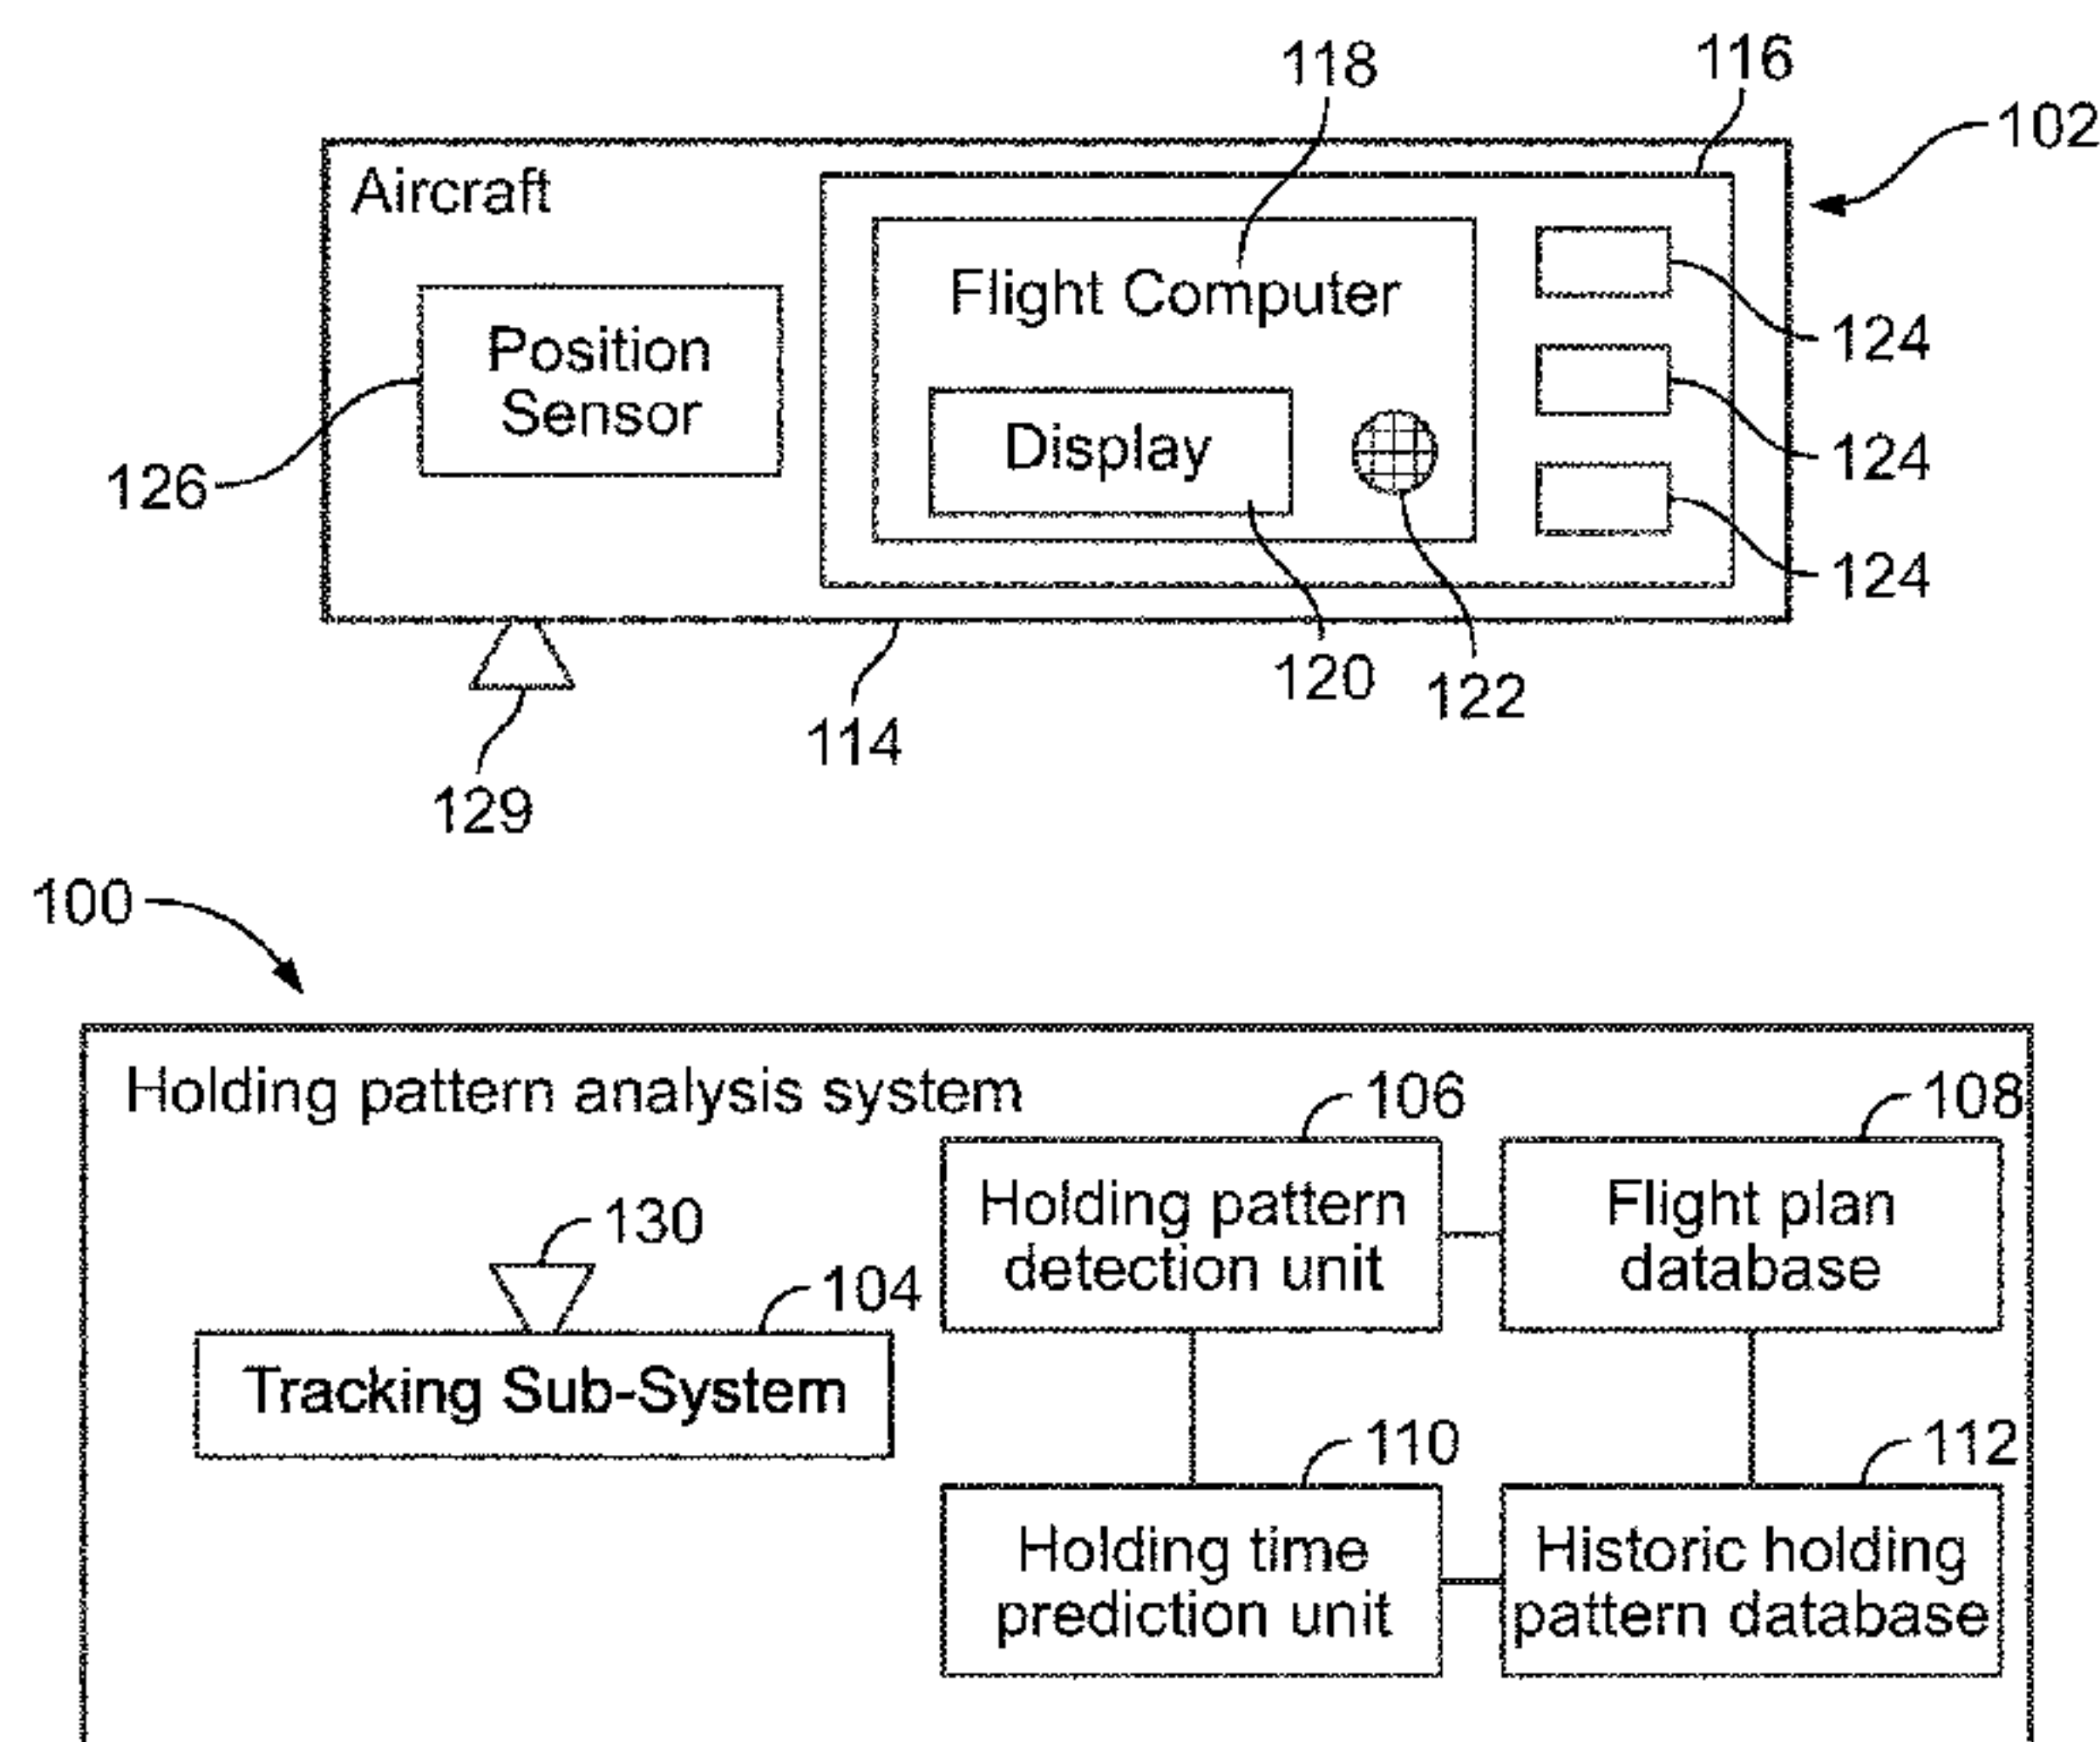 118
116
102
Aircraft
Flight Computer
124
Position
Sensor
Display
124
126
124
120
122
114
129
100
Holding pattern analysis system
106
108
Holding pattern
detection unit
Flight plan
database
130
104
Tracking Sub-System
110
112
Holding time
prediction unit
Historic holding
pattern database